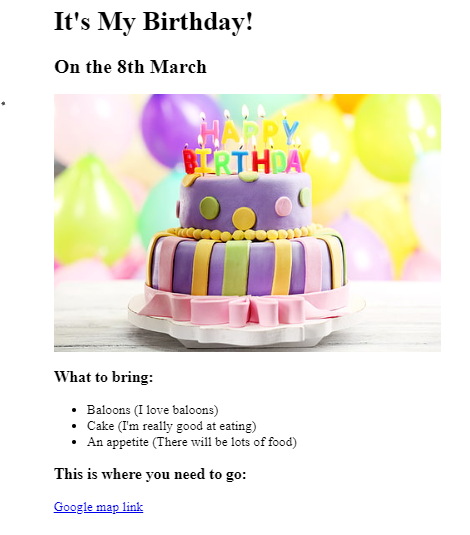 It's My Birthday!
On the 8th March
HAPPY
BIRTHDAY
What to bring:
Baloons (I love baloons)
Cake (I'm really good at eating)
An appetite (There will be lots of food)
This is where you need to go:
Google map link